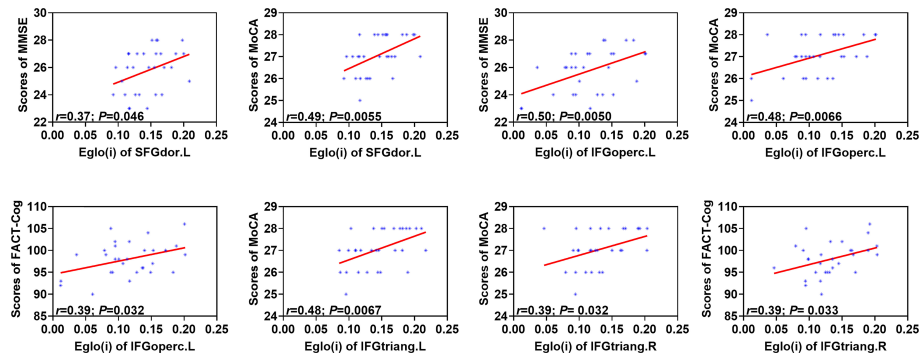 Scores of MMSE
30
28
26
24
22
r=0.37; P=0.046
0.00 0.05 0.10 0.15 0.20 0.25
Eglo(i) of SFGdor.L
Scores of MoCA
29
28
27
26
25
24
r=0.49; P=0.0055
0.00 0.05 0.10 0.15 0.20 0.25
Eglo(i) of SFGdor.L
Scores of MMSE
30
28
26
24
22
r=0.50; P=0.0050
0.00 0.05 0.10 0.15 0.20 0.25
Eglo(i) of IFGoperc.L
Scores of MoCA
29
28
27
26
25
24
r=0.48; P=0.0066
0.00 0.05 0.10 0.15 0.20 0.25
Eglo(i) of IFGoperc.L
Scores of FACT-Cog
110
105
100
95
90
85
r=0.39; P=0.032
0.00 0.05 0.10 0.15 0.20 0.25
Eglo(i) of IFGoperc.L
Scores of MoCA
29
28
27
26
25
24
r=0.48; P=0.0067
0.00 0.05 0.10 0.15 0.20 0.25
Eglo(i) of IFGtriang.L
Scores of MoCA
29
28
27
26
25
24
r=0.39; P= 0.032
0.00 0.05 0.10 0.15 0.20 0.25
Eglo(i) of IFGtriang.R
Scores of FACT-Cog
110
105
100
95
90
85
r=0.39; P= 0.033
0.00 0.05 0.10 0.15 0.20 0.25
Eglo(i) of IFGtriang.R